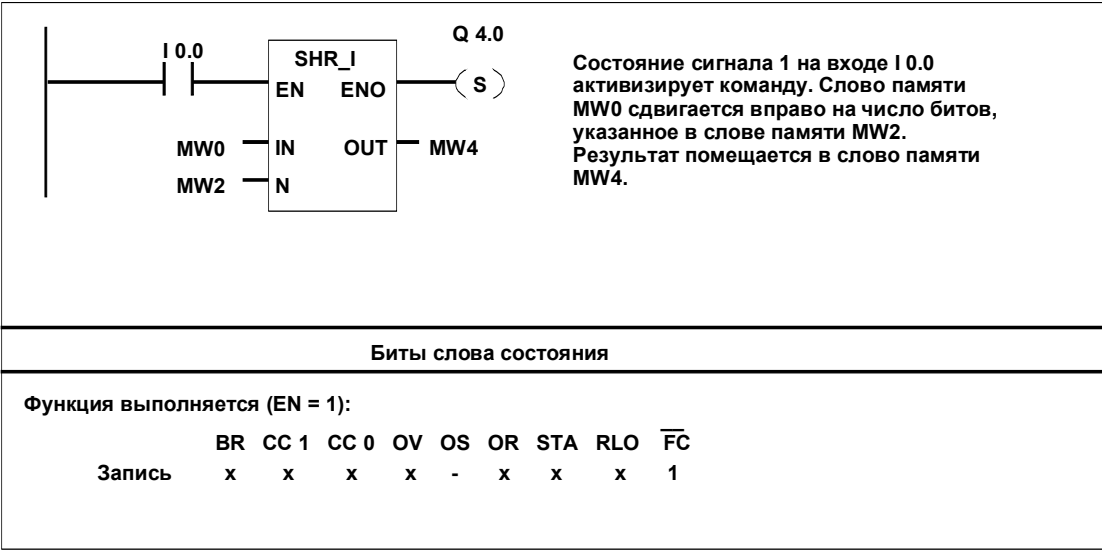 Q 4.0
I 0.0
SHR_I
EN ENO
S
MW0 IN OUT MW4
MW2 N
Состояние сигнала 1 на входе I 0.0
активизирует команду. Слово памяти
MW0 сдвигается вправо на число битов,
указанное в слове памяти MW2.
Результат помещается в слово памяти
MW4.
Биты слова состояния
Функция выполняется (EN = 1):
BR CC 1 CC 0 OV OS OR STA RLO F̅C̅
Запись x x x x - x x x 1